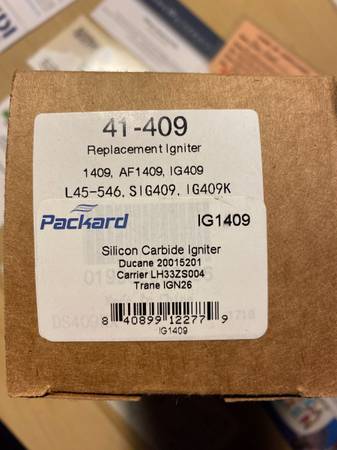 41-409
Replacement Igniter
1409, AF1409, IG409
L45-546, SIG409, IG409K
Packard IG1409
Silicon Carbide Igniter
Ducane 20015201
Carrier LH33ZS004
Trane IGN26
8 40899 12277 9
IG1409